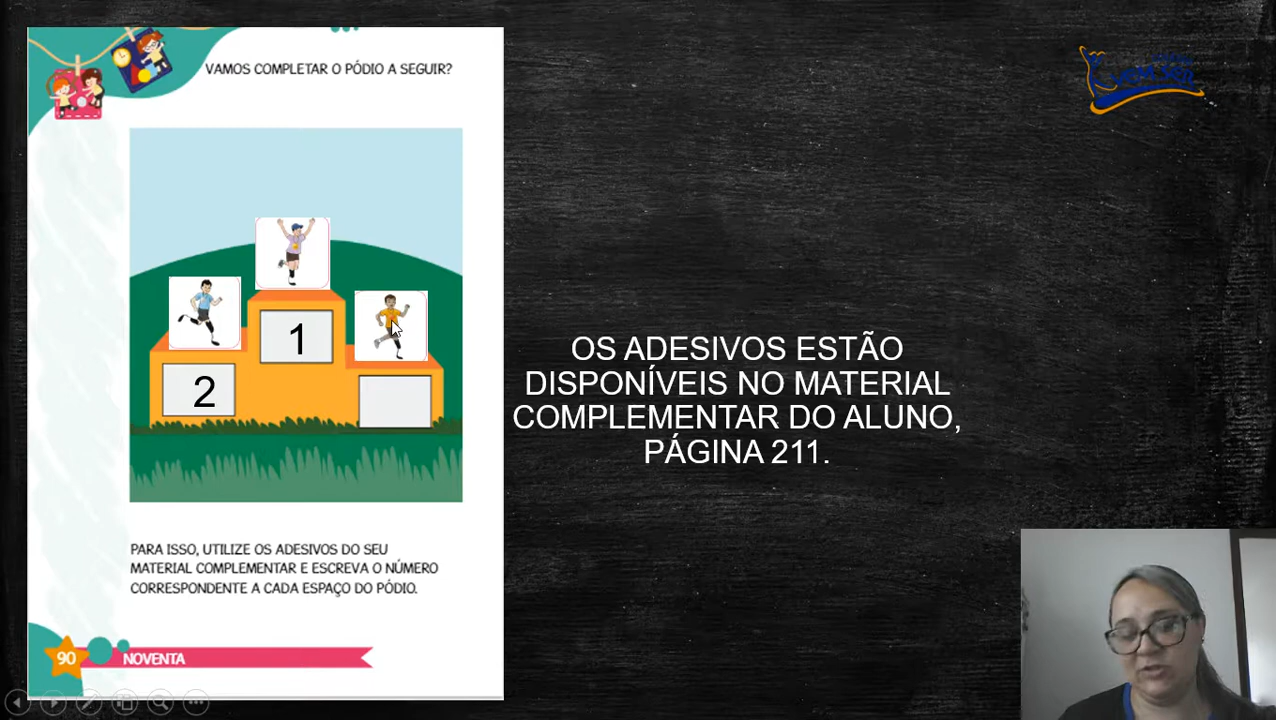 VAMOS COMPLETAR O PÓDIO A SEGUIR?
1
2
OS ADESIVOS ESTÃO
DISPONÍVEIS NO MATERIAL
COMPLEMENTAR DO ALUNO,
PÁGINA 211.
PARA ISSO, UTILIZE OS ADESIVOS DO SEU
MATERIAL COMPLEMENTAR E ESCREVA O NÚMERO
CORRESPONDENTE A CADA ESPAÇO DO PÓDIO.
90 NOVENTA